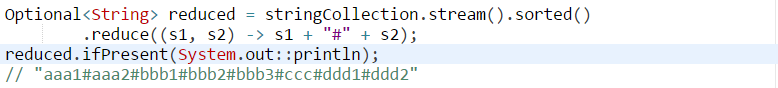 Optional<String> reduced = stringCollection.stream().sorted()
.reduce((s1, s2) -> s1 + "#" + s2);
reduced.ifPresent(System.out::println);
// "aaa1#aaa2#bbb1#bbb2#bbb3#ccc#ddd1#ddd2"